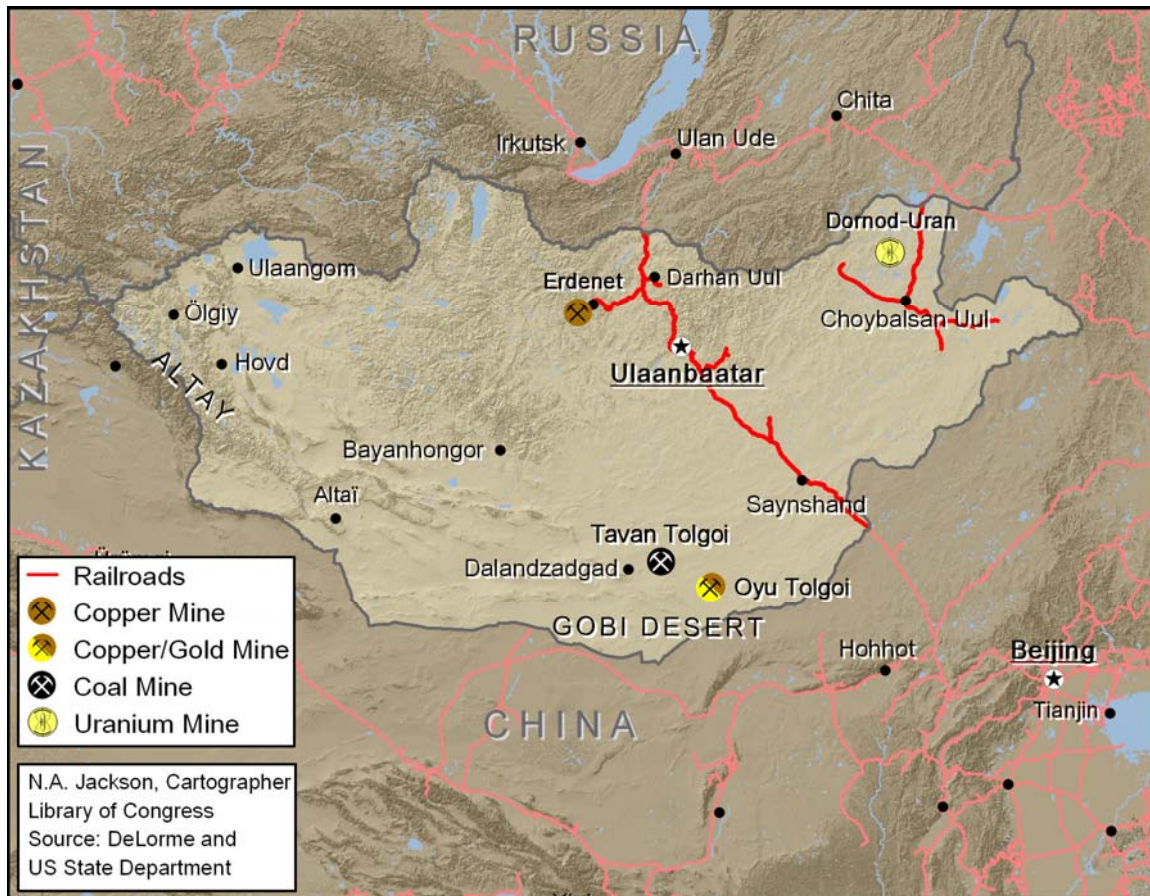 RUSSIA
KAZAKHSTAN
Chita
Irkutsk
Ulan Ude
Dornod-Uran
Ulaangom
Erdenet
Darhan Uul
Ölgiy
Choybalsan Uul
Hovd
ALTAY
Ulaanbaatar
Bayanhongor
Altaï
Saynshand
Tavan Tolgoi
Dalandzadgad
Oyu Tolgoi
GOBI DESERT
Hohhot
Beijing
CHINA
Tianjin
Railroads
Copper Mine
Copper/Gold Mine
Coal Mine
Uranium Mine
N.A. Jackson, Cartographer
Library of Congress
Source: DeLorme and
US State Department